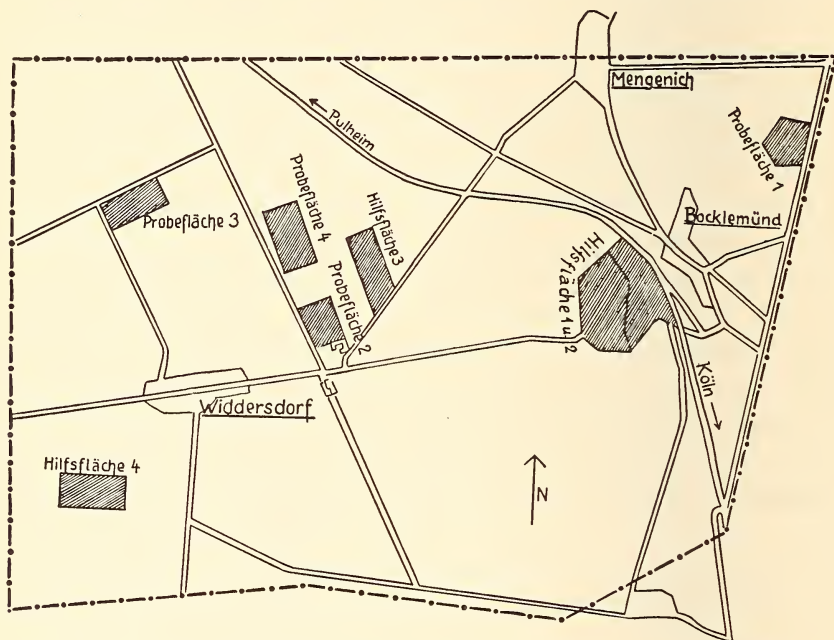 Mengenich
Pulheim
Probefläche 1
Probefläche 4
Hilfsfläche 3
Probefläche 3
Bocklemünd
Hilfsfläche 1 u 2
Probefläche 2
Köln
Widdersdorf
Hilfsfläche 4
N